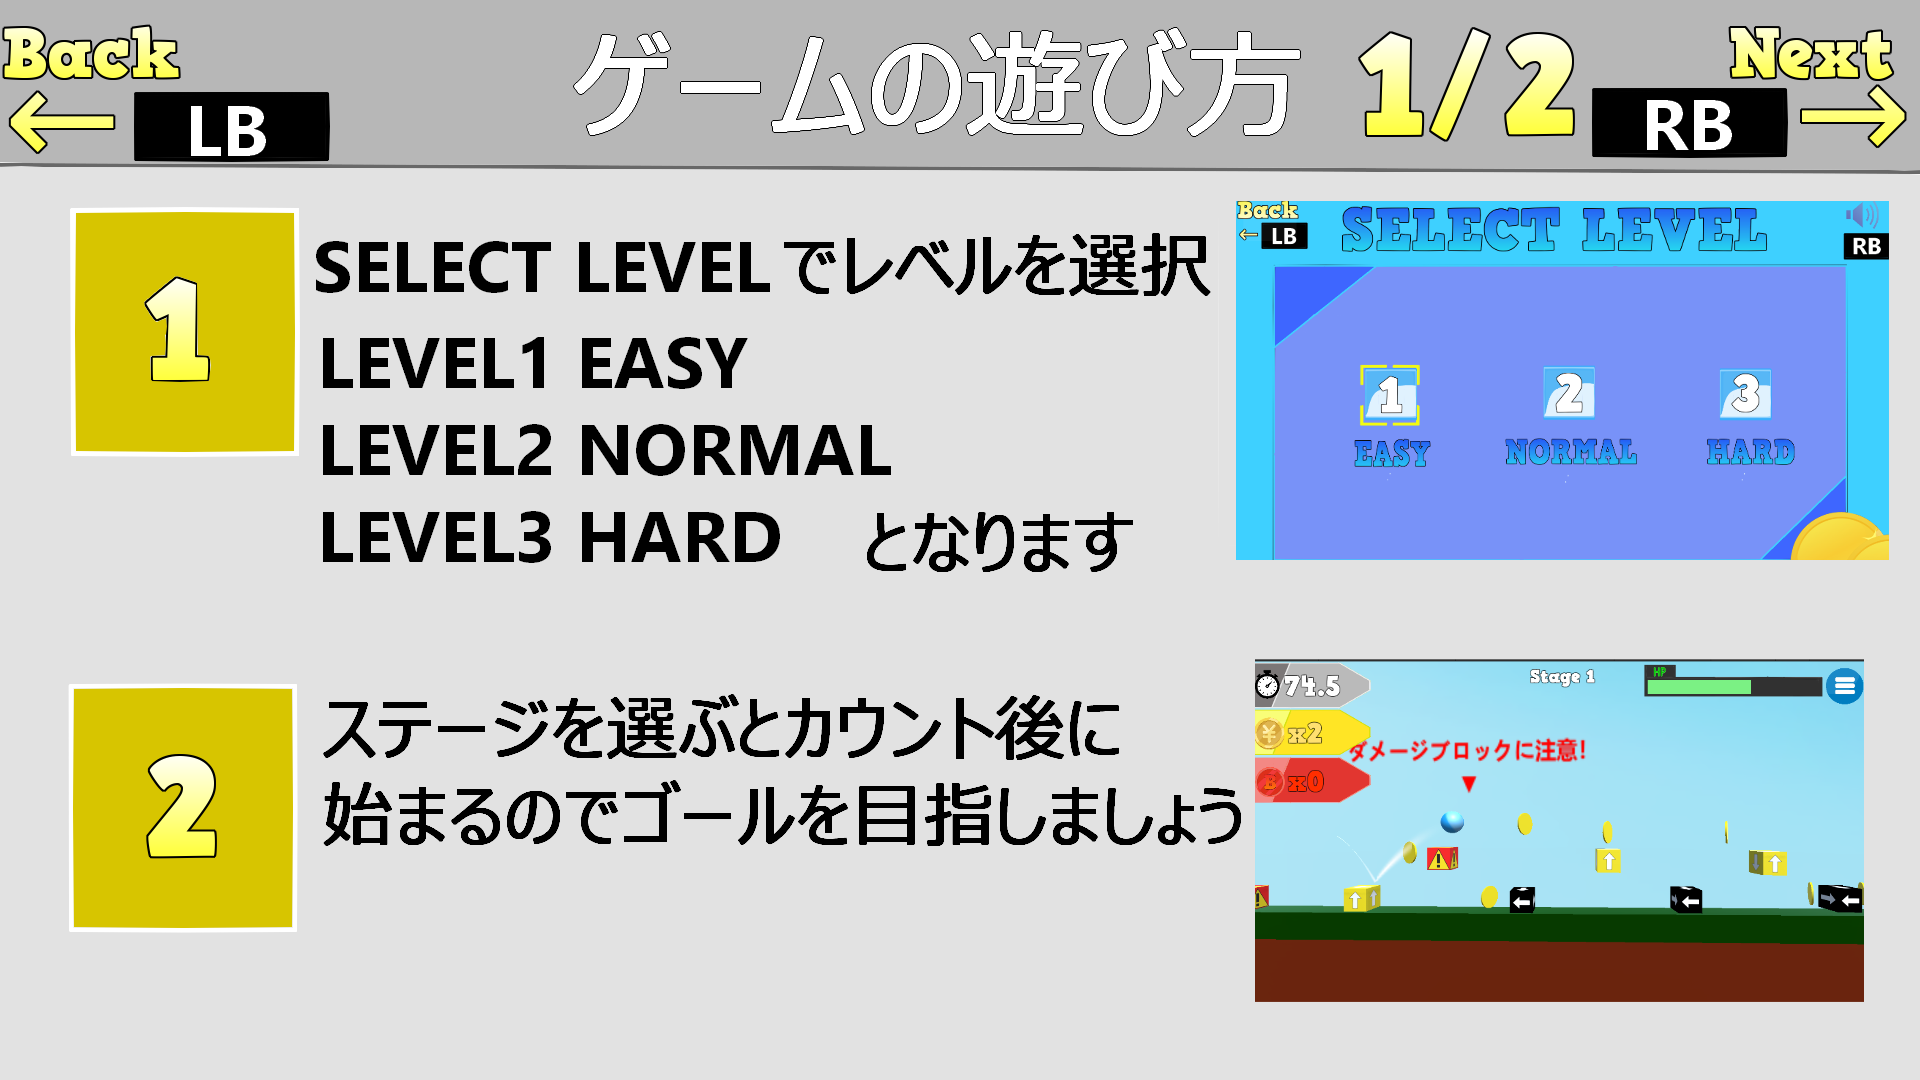 Back
← LB
ゲームの遊び方 1/2
Next
RB →
1
SELECT LEVELでレベルを選択
LEVEL1 EASY
LEVEL2 NORMAL
LEVEL3 HARD となります
Back
← LB
SELECT LEVEL
RB
1 2 3
EASY NORMAL HARD
2
ステージを選ぶとカウント後に
始まるのでゴールを目指しましょう
74.5
Stage 1
HP
x2
x0
ダメージブロックに注意!